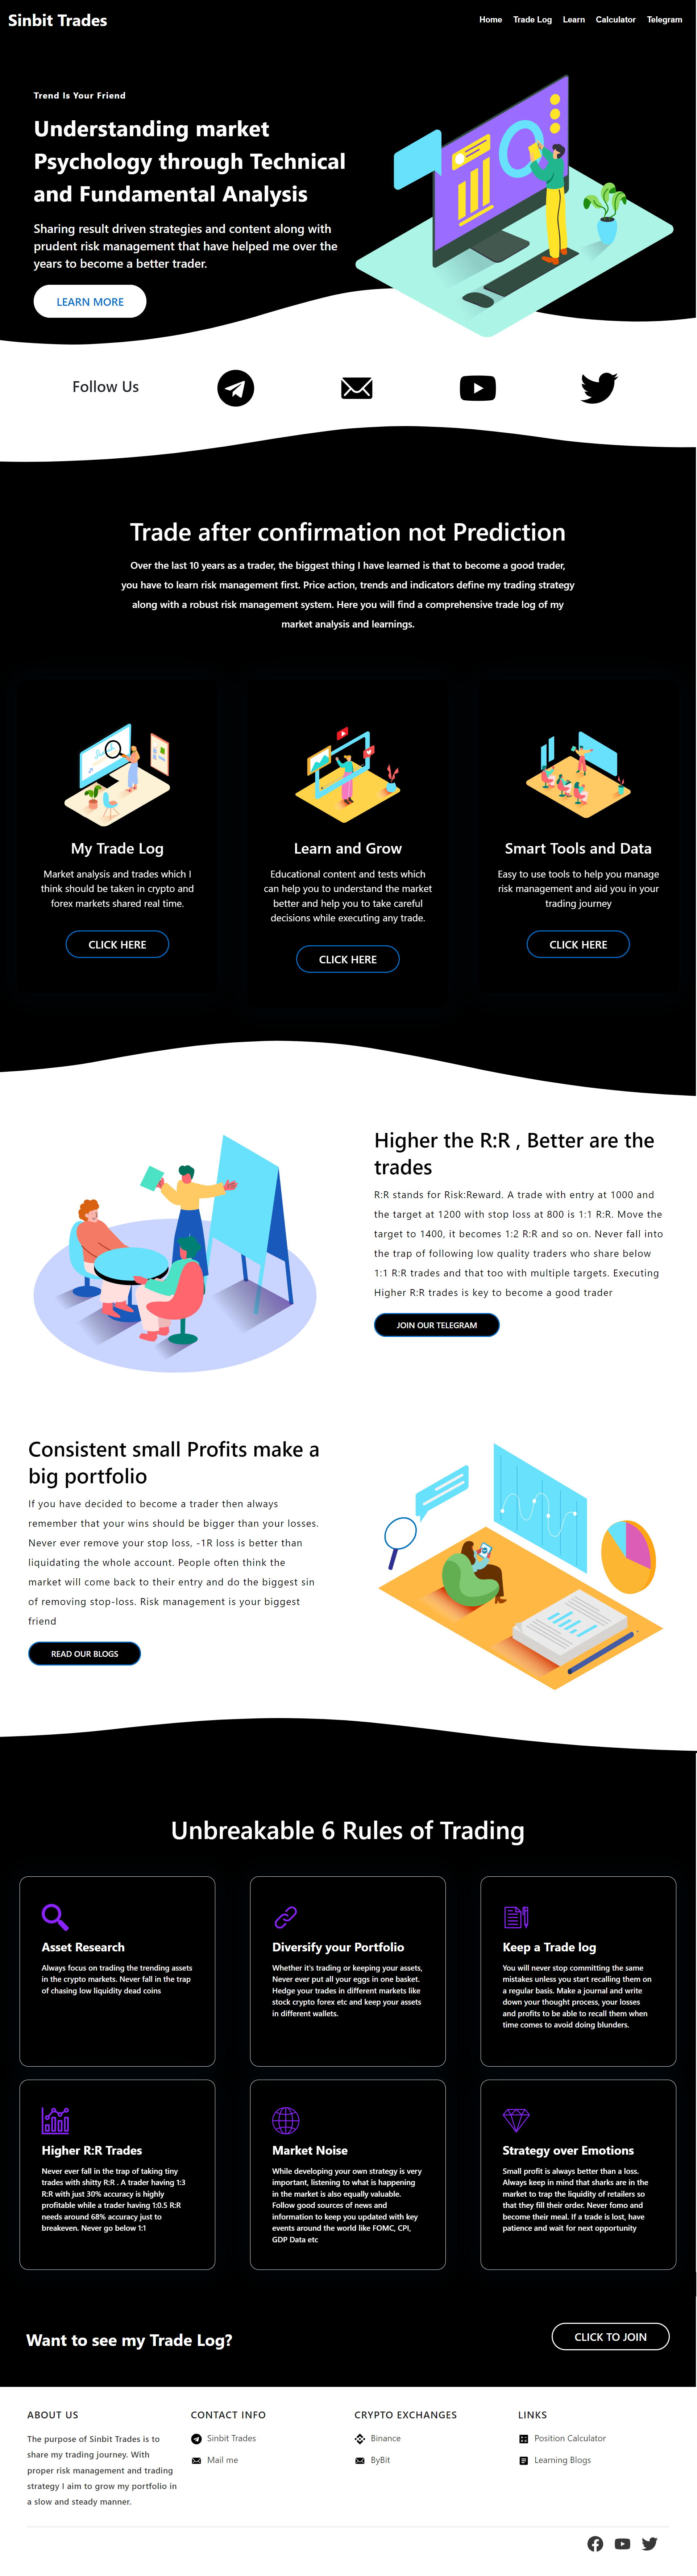 Sinbit Trades
Home Trade Log Learn Calculator Telegram
Trend Is Your Friend
Understanding market
Psychology through Technical
and Fundamental Analysis
Sharing result driven strategies and content along with
prudent risk management that have helped me over the
years to become a better trader.
LEARN MORE
Follow Us
Trade after confirmation not Prediction
Over the last 10 years as a trader, the biggest thing I have learned is that to become a good trader,
you have to learn risk management first. Price action, trends and indicators define my trading strategy
along with a robust risk management system. Here you will find a comprehensive trade log of my
market analysis and learnings.
My Trade Log
Market analysis and trades which I
think should be taken in crypto and
forex markets shared real time.
CLICK HERE
Learn and Grow
Educational content and tests which
can help you to understand the market
better and help you to take careful
decisions while executing any trade.
CLICK HERE
Smart Tools and Data
Easy to use tools to help you manage
risk management and aid you in your
trading journey
CLICK HERE
Higher the R:R , Better are the
trades
R:R stands for Risk:Reward. A trade with entry at 1000 and
the target at 1200 with stop loss at 800 is 1:1 R:R. Move the
target to 1400, it becomes 1:2 R:R and so on. Never fall into
the trap of following low quality traders who share below
1:1 R:R trades and that too with multiple targets. Executing
Higher R:R trades is key to become a good trader
JOIN OUR TELEGRAM
Consistent small Profits make a
big portfolio
If you have decided to become a trader then always
remember that your wins should be bigger than your losses.
Never ever remove your stop loss, -1R loss is better than
liquidating the whole account. People often think the
market will come back to their entry and do the biggest sin
of removing stop-loss. Risk management is your biggest
friend
READ OUR BLOGS
Unbreakable 6 Rules of Trading
Asset Research
Always focus on trading the trending assets
in the crypto markets. Never fall in the trap
of chasing low liquidity dead coins
Diversify your Portfolio
Whether it's trading or keeping your assets,
Never ever put all your eggs in one basket.
Hedge your trades in different markets like
stock crypto forex etc and keep your assets
in different wallets.
Keep a Trade log
You will never stop committing the same
mistakes unless you start recalling them on
a regular basis. Make a journal and write
down your thought process, your losses
and profits to be able to recall them when
time comes to avoid doing blunders.
Higher R:R Trades
Never ever fall in the trap of taking tiny
trades with shitty R:R . A trader having 1:3
R:R with just 30% accuracy is highly
profitable while a trader having 1:0.5 R:R
needs around 68% accuracy just to
breakeven. Never go below 1:1
Market Noise
While developing your own strategy is very
important, listening to what is happening
in the market is also equally valuable.
Follow good sources of news and
information to keep you updated with key
events around the world like FOMC, CPI,
GDP Data etc
Strategy over Emotions
Small profit is always better than a loss.
Always keep in mind that sharks are in the
market to trap the liquidity of retailers so
that they fill their order. Never fomo and
become their meal. If a trade is lost, have
patience and wait for next opportunity
Want to see my Trade Log?
CLICK TO JOIN
ABOUT US
The purpose of Sinbit Trades is to
share my trading journey. With
proper risk management and trading
strategy I aim to grow my portfolio in
a slow and steady manner.
CONTACT INFO
Sinbit Trades
Mail me
CRYPTO EXCHANGES
Binance
ByBit
LINKS
Position Calculator
Learning Blogs